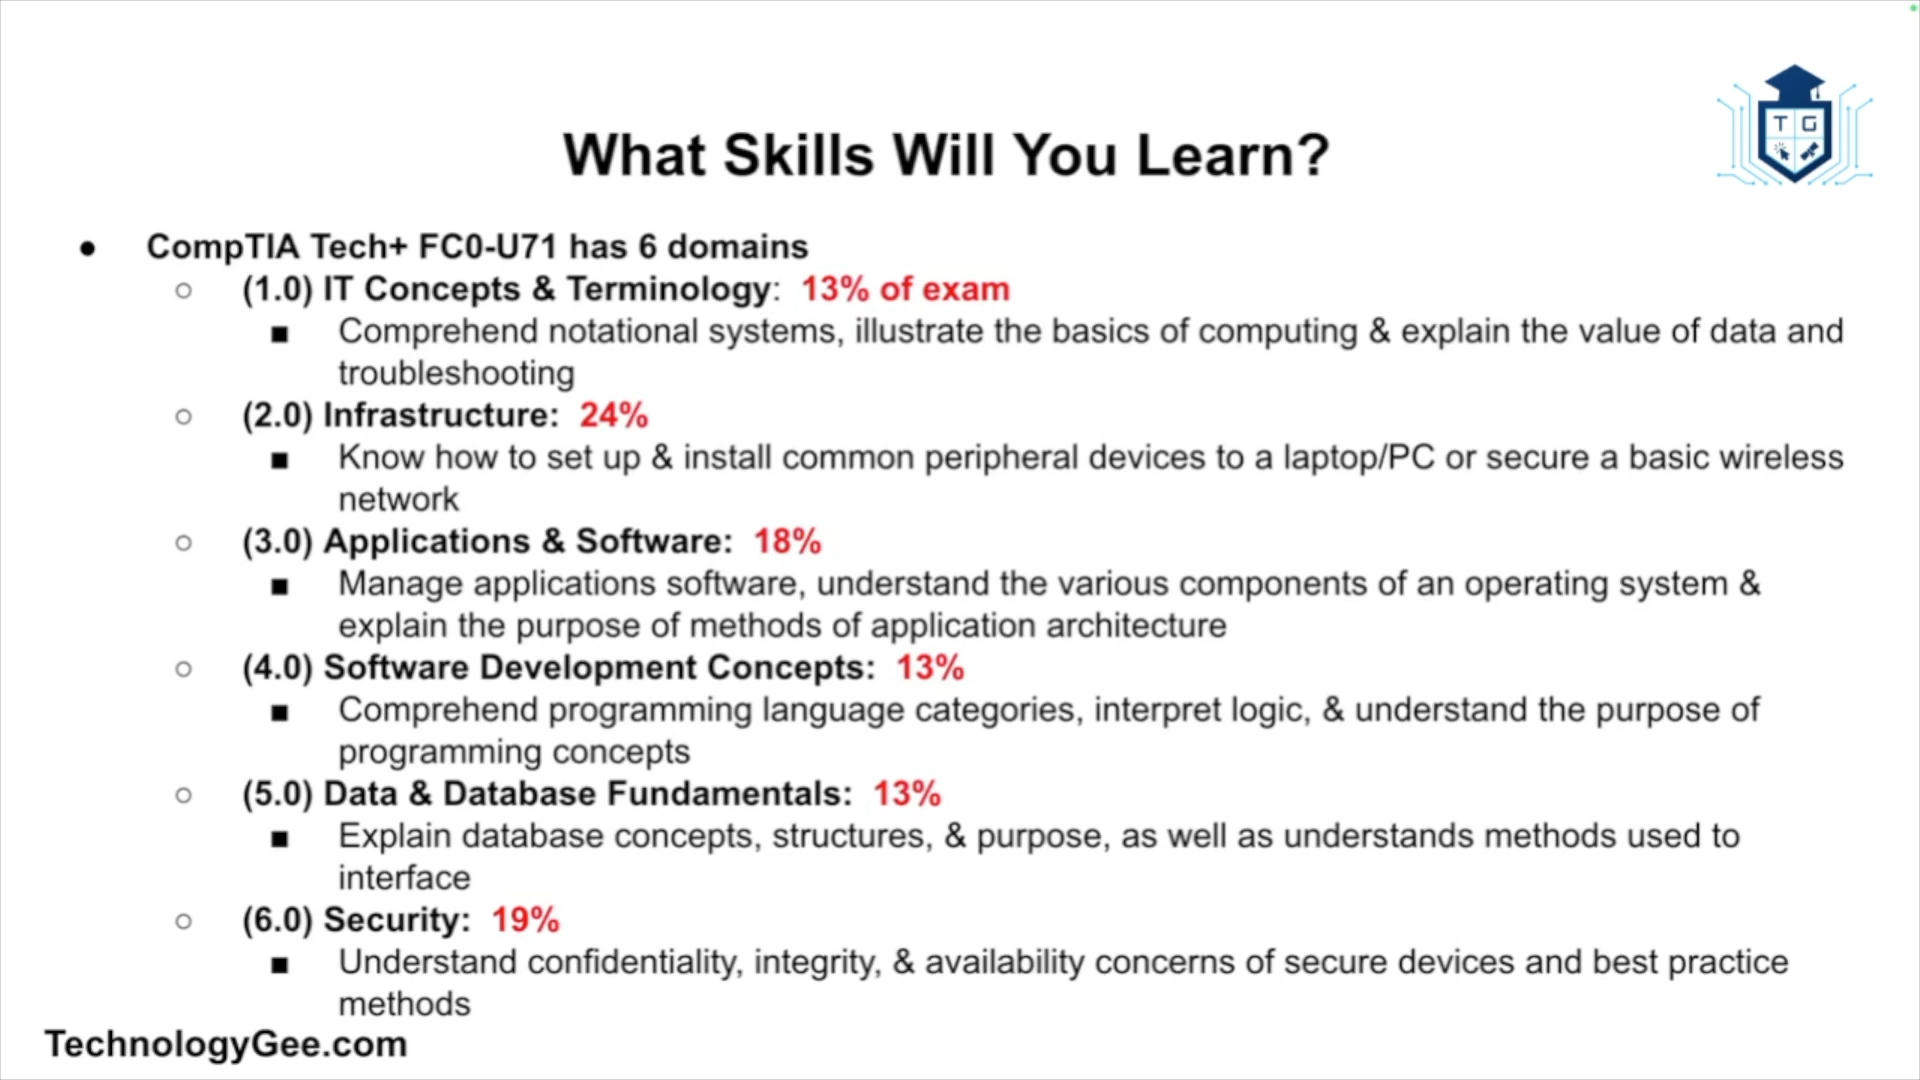 T G
What Skills Will You Learn?
● CompTIA Tech+ FC0-U71 has 6 domains
○ (1.0) IT Concepts & Terminology: 13% of exam
■ Comprehend notational systems, illustrate the basics of computing & explain the value of data and
troubleshooting
○ (2.0) Infrastructure: 24%
■ Know how to set up & install common peripheral devices to a laptop/PC or secure a basic wireless
network
○ (3.0) Applications & Software: 18%
■ Manage applications software, understand the various components of an operating system &
explain the purpose of methods of application architecture
○ (4.0) Software Development Concepts: 13%
■ Comprehend programming language categories, interpret logic, & understand the purpose of
programming concepts
○ (5.0) Data & Database Fundamentals: 13%
■ Explain database concepts, structures, & purpose, as well as understands methods used to
interface
○ (6.0) Security: 19%
■ Understand confidentiality, integrity, & availability concerns of secure devices and best practice
methods
TechnologyGee.com